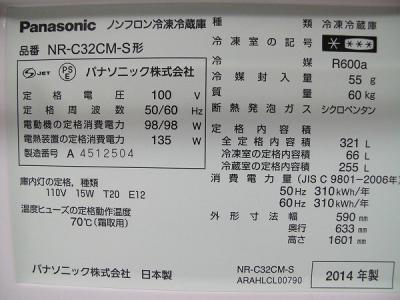 Panasonic ノンフロン冷凍冷蔵庫
品番 NR-C32CM-S形
JET PSE パナソニック株式会社
定格電圧 100 V
定格周波数 50/60 Hz
電動機の定格消費電力 98/98 W
電熱装置の定格消費電力 135 W
製造番号 A 4512504
庫内灯の定格，種類
110V 15W T20 E12
温度ヒューズの定格動作温度
70℃(霜取用)
パナソニック株式会社 日本製
種類 冷凍冷蔵庫
冷凍室の記号 * ***
冷媒 R600a
冷媒封入量 55 g
質量 60 kg
断熱発泡ガス シクロペンタン
定格内容積
全定格内容積 321 L
冷凍室の定格内容積 66 L
冷蔵室の定格内容積 255 L
消費電力量(JIS C 9801-2006年)
50Hz 310kWh/年
60Hz 310kWh/年
外形寸法 幅 590 mm
奥行 633 mm
高さ 1601 mm
NR-C32CM-S
ARAHLCL00790
2014年製